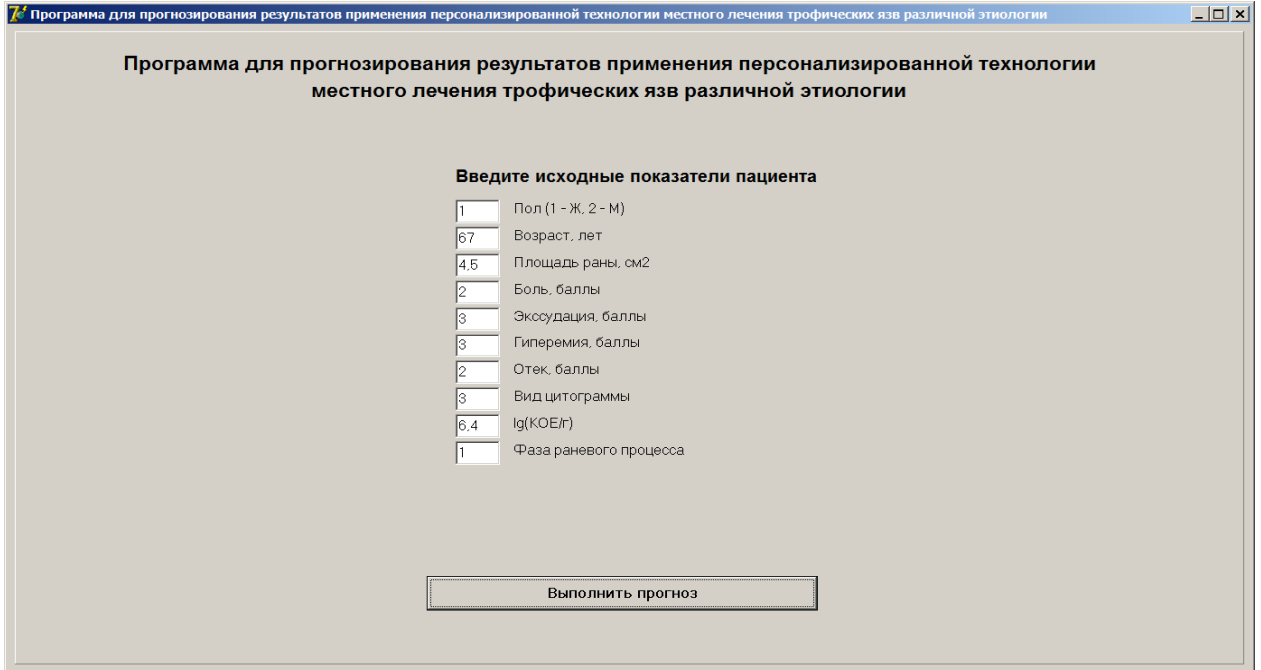 Программа для прогнозирования результатов применения персонализированной технологии местного лечения трофических язв различной этиологии
Программа для прогнозирования результатов применения персонализированной технологии
местного лечения трофических язв различной этиологии
Введите исходные показатели пациента
1 Пол (1 - Ж, 2 - М)
67 Возраст, лет
4,5 Площадь раны, см2
2 Боль, баллы
3 Экссудация, баллы
3 Гиперемия, баллы
2 Отек, баллы
3 Вид цитограммы
6,4 lg(КОЕ/г)
1 Фаза раневого процесса
Выполнить прогноз